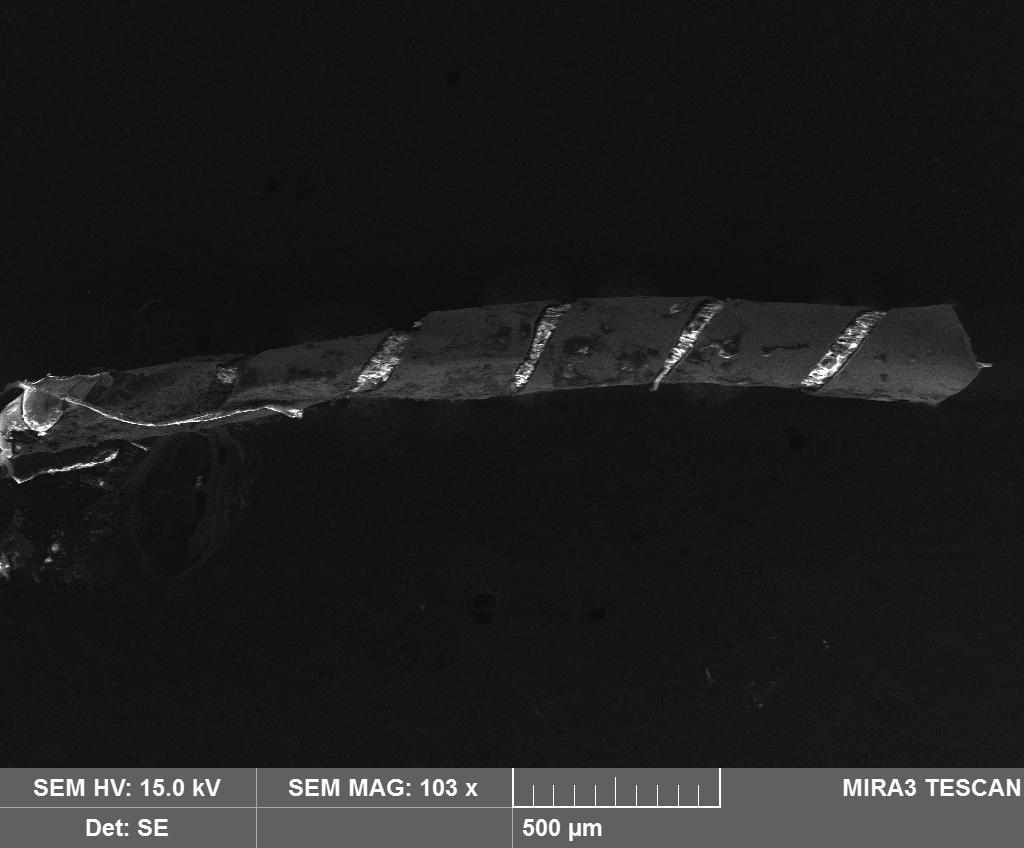 SEM HV: 15.0 kV
SEM MAG: 103 x
MIRA3 TESCAN
Det: SE
500 µm